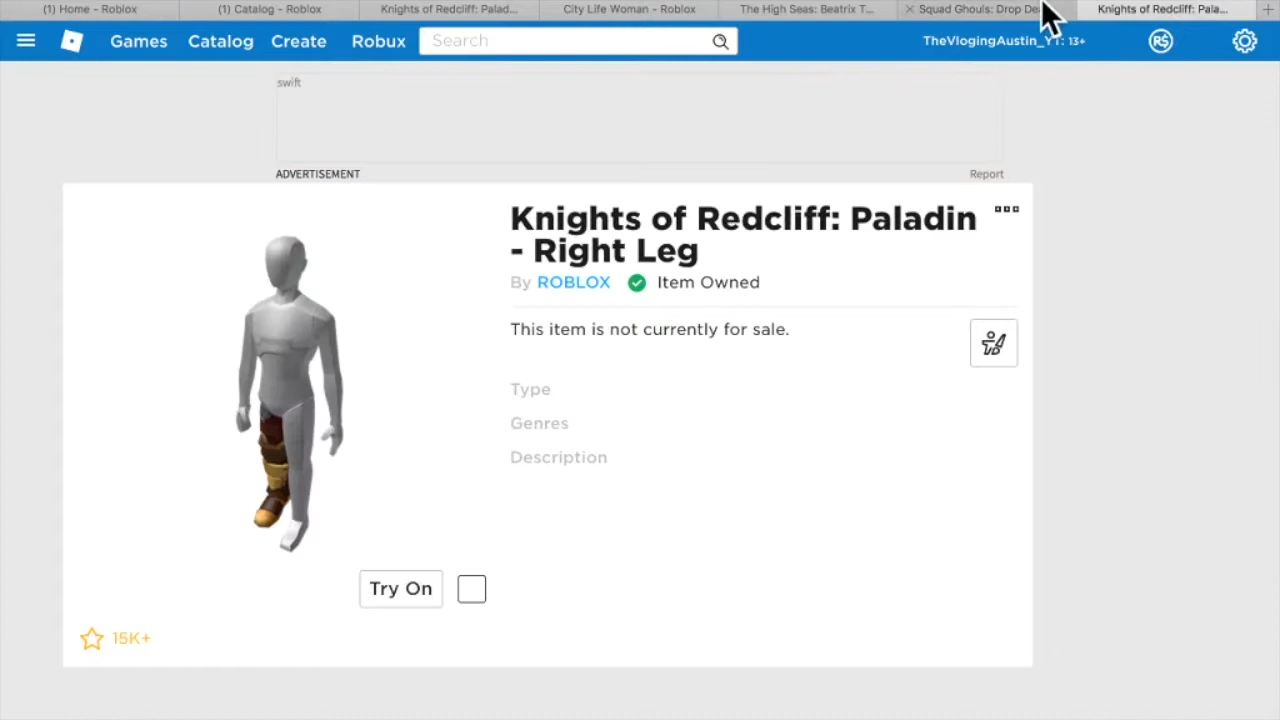 (1) Home - Roblox
(1) Catalog - Roblox
Knights of Redcliff: Palad...
City Life Woman - Roblox
The High Seas: Beatrix T...
Squad Ghouls: Drop De
Knights of Redcliff: Pala...
Games
Catalog
Create
Robux
Search
TheVlogingAustin_YT: 13+
R$
swift
ADVERTISEMENT
Report
Knights of Redcliff: Paladin
- Right Leg
By ROBLOX
Item Owned
This item is not currently for sale.
Type
Genres
Description
Try On
15K+